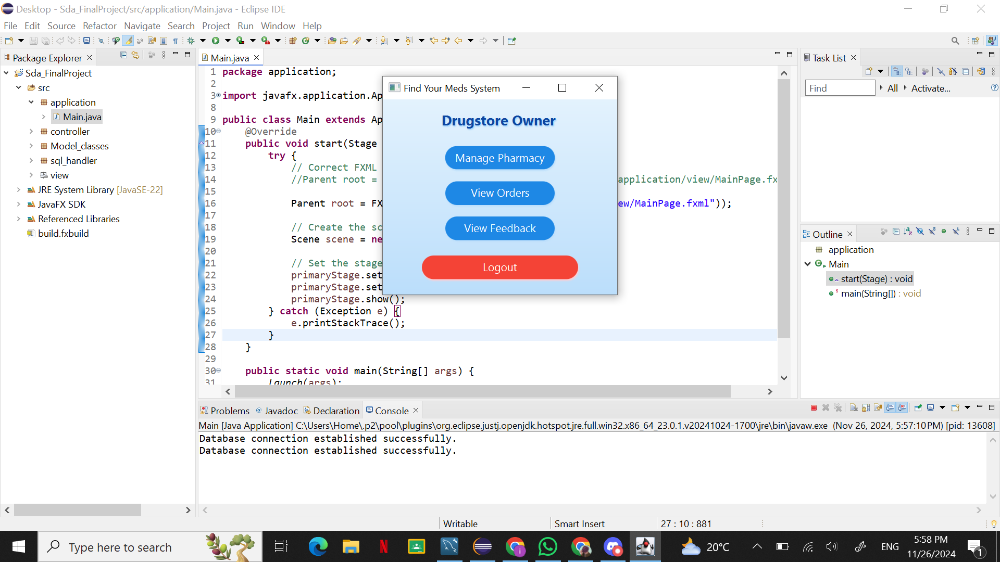 Desktop - Sda_FinalProject/src/application/Main.java - Eclipse IDE
File Edit Source Refactor Navigate Search Project Run Window Help
Package Explorer
Sda_FinalProject
src
application
Main.java
controller
Model_classes
sql_handler
view
JRE System Library [JavaSE-22]
JavaFX SDK
Referenced Libraries
build.fxbuild
Main.java
1 package application;
2
3 import javafx.application.Ap
8
9 public class Main extends Ap
10 @Override
11 public void start(Stage
12 try {
13 // Correct FXML
14 //Parent root = application/view/MainPage.fx
15
16 Parent root = FX ew/MainPage.fxml"));
17
18 // Create the sc
19 Scene scene = ne
20
21 // Set the stage
22 primaryStage.set
23 primaryStage.set
24 primaryStage.show();
25 } catch (Exception e) {
26 e.printStackTrace();
27 }
28 }
29
30 public static void main(String[] args) {
31 launch(args);
Find Your Meds System
Drugstore Owner
Manage Pharmacy
View Orders
View Feedback
Logout
Task List
Find All Activate...
Outline
application
Main
start(Stage) : void
main(String[]) : void
Problems Javadoc Declaration Console
Main [Java Application] C:\Users\Home\.p2\pool\plugins\org.eclipse.justj.openjdk.hotspot.jre.full.win32.x86_64_23.0.1.v20241024-1700\jre\bin\javaw.exe (Nov 26, 2024, 5:57:10 PM) [pid: 13608]
Database connection established successfully.
Database connection established successfully.
Writable Smart Insert 27 : 10 : 881
Type here to search
20°C
ENG
5:58 PM
11/26/2024
1